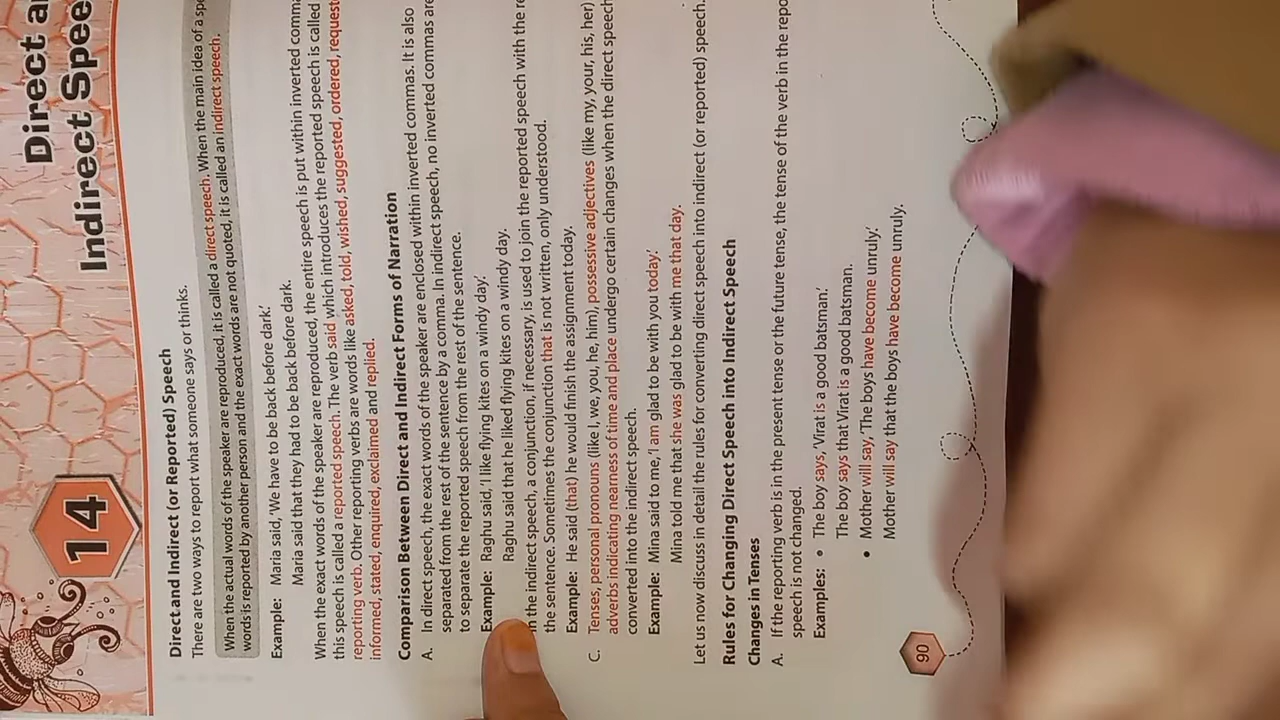 14
Direct a
Indirect Spee
Direct and Indirect (or Reported) Speech
There are two ways to report what someone says or thinks.
When the actual words of the speaker are reproduced, it is called a direct speech. When the main idea of a
words is reported by another person and the exact words are not quoted, it is called an indirect speech.
Example: Maria said, 'We have to be back before dark.'
Maria said that they had to be back before dark.
When the exact words of the speaker are reproduced, the entire speech is put within inverted
this speech is called a reported speech. The verb said which introduces the reported speech is called
reporting verb. Other reporting verbs are words like asked, told, wished, suggested, ordered,
informed, stated, enquired, exclaimed and replied.
Comparison Between Direct and Indirect Forms of Narration
A. In direct speech, the exact words of the speaker are enclosed within inverted commas. It is also
separated from the rest of the sentence by a comma. In indirect speech, no inverted commas are
to separate the reported speech from the rest of the sentence.
Example: Raghu said, 'I like flying kites on a windy day.'
Raghu said that he liked flying kites on a windy day.
the indirect speech, a conjunction, if necessary, is used to join the reported speech with the
the sentence. Sometimes the conjunction that is not written, only understood.
Example: He said (that) he would finish the assignment today.
C. Tenses, personal pronouns (like I, we, you, he, him), possessive adjectives (like my, your, his, her)
adverbs indicating nearness of time and place undergo certain changes when the direct speech
converted into the indirect speech.
Example: Mina said to me, 'I am glad to be with you today.'
Mina told me that she was glad to be with me that day.
Let us now discuss in detail the rules for converting direct speech into indirect (or reported) speech.
Rules for Changing Direct Speech into Indirect Speech
Changes in Tenses
A. If the reporting verb is in the present tense or the future tense, the tense of the verb in the
speech is not changed.
Examples: • The boy says, 'Virat is a good batsman.'
The boy says that Virat is a good batsman.
• Mother will say, 'The boys have become unruly.'
Mother will say that the boys have become unruly.
90